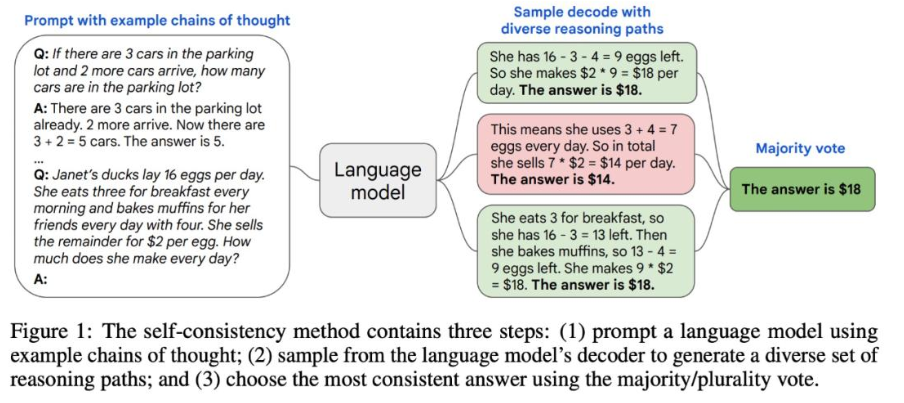 Prompt with example chains of thought
Q: If there are 3 cars in the parking
lot and 2 more cars arrive, how many
cars are in the parking lot?
A: There are 3 cars in the parking lot
already. 2 more arrive. Now there are
3 + 2 = 5 cars. The answer is 5.
...
Q: Janet's ducks lay 16 eggs per day.
She eats three for breakfast every
morning and bakes muffins for her
friends every day with four. She sells
the remainder for $2 per egg. How
much does she make every day?
A:
Language
model
Sample decode with
diverse reasoning paths
She has 16 - 3 - 4 = 9 eggs left.
So she makes $2 * 9 = $18 per
day. The answer is $18.
This means she uses 3 + 4 = 7
eggs every day. So in total
she sells 7 * $2 = $14 per day.
The answer is $14.
She eats 3 for breakfast, so
she has 16 - 3 = 13 left. Then
she bakes muffins, so 13 - 4 =
9 eggs left. She makes 9 * $2
= $18. The answer is $18.
Majority vote
The answer is $18
Figure 1: The self-consistency method contains three steps: (1) prompt a language model using
example chains of thought; (2) sample from the language model's decoder to generate a diverse set of
reasoning paths; and (3) choose the most consistent answer using the majority/plurality vote.